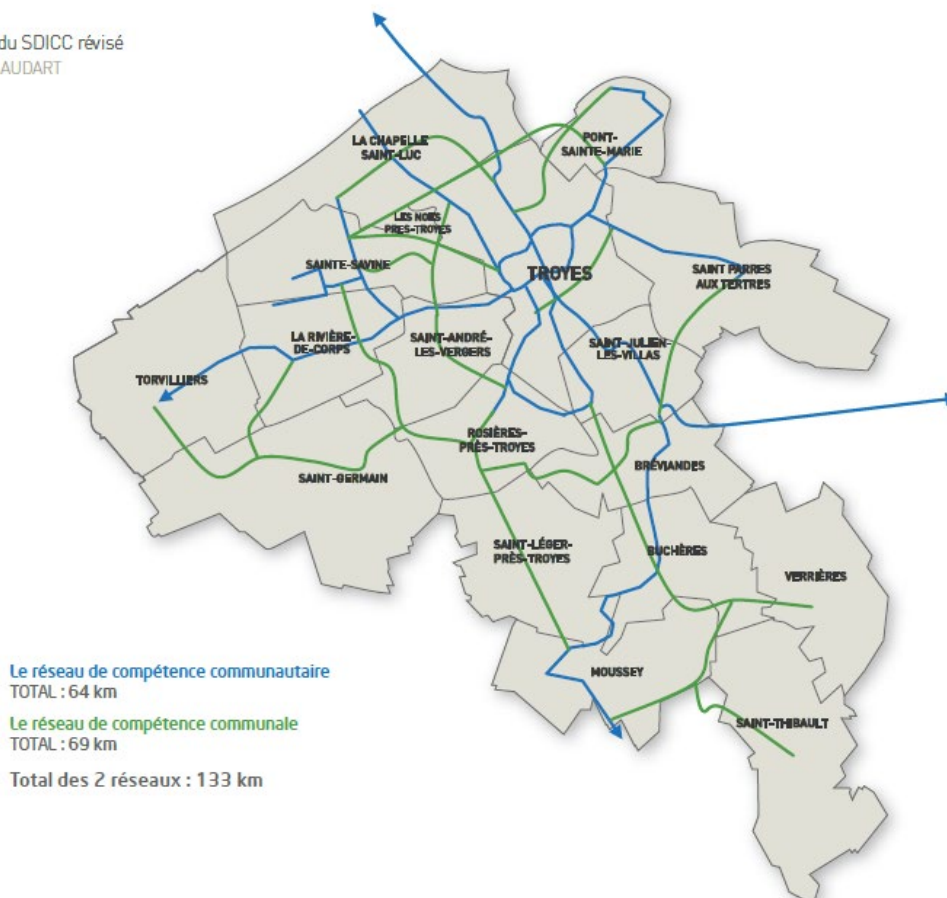 du SDICC révisé
AUDART
LA CHAPELLE
SAINT-LUC
PONT-
SAINTE-MARIE
LES NOES
PRÈS-TROYES
SAINTE-SAVINE
TROYES
SAINT PARRES
AUX TERTRES
LA RIVIÈRE-
DE-CORPS
SAINT-ANDRÉ-
LES-VERGERS
SAINT-JULIEN
LES-VILLAS
TORVILLIERS
ROSIÈRES-
PRÈS-TROYES
SAINT-GERMAIN
BRÉVIANDES
SAINT-LÉGER-
PRÈS-TROYES
BUCHÈRES
VERRIÈRES
MOUSSEY
SAINT-THIBAULT
Le réseau de compétence communautaire
TOTAL : 64 km
Le réseau de compétence communale
TOTAL : 69 km
Total des 2 réseaux : 133 km